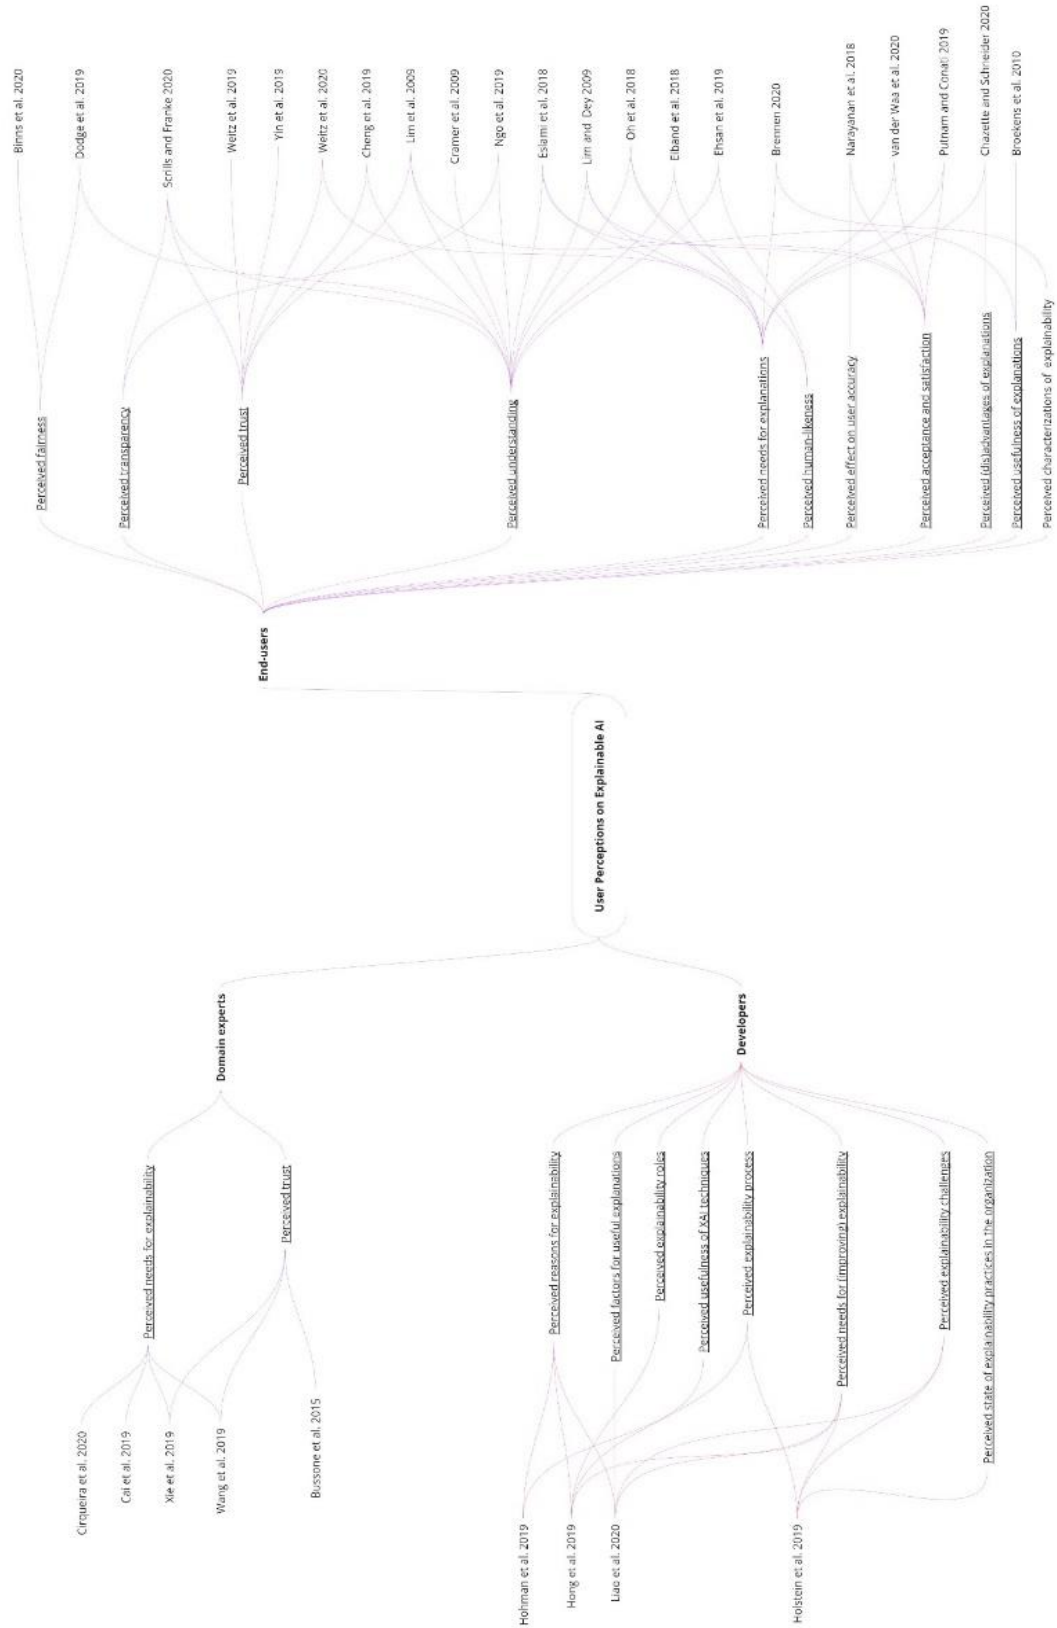 User Perceptions on Explainable AI
Domain experts
Perceived needs for explainability
Cirqueira et al. 2020
Cai et al. 2019
Xie et al. 2019
Wang et al. 2019
Perceived trust
Bussone et al. 2015
Developers
Perceived reasons for explainability
Perceived factors for useful explanations
Perceived explainability roles
Perceived usefulness of XAI techniques
Perceived explainability process
Perceived needs for (improving) explainability
Perceived explainability challenges
Perceived state of explainability practices in the organization
Hohman et al. 2019
Hong et al. 2019
Liao et al. 2020
Holstein et al. 2019
End-users
Perceived fairness
Perceived transparency
Perceived trust
Perceived understanding
Perceived needs for explanations
Perceived human-likeness
Perceived effect on user accuracy
Perceived acceptance and satisfaction
Perceived (dis)advantages of explanations
Perceived usefulness of explanations
Perceived characterizations of explainability
Binns et al. 2020
Dodge et al. 2019
Scrills and Franke 2020
Weitz et al. 2019
Yin et al. 2019
Weitz et al. 2020
Cheng et al. 2019
Lim et al. 2009
Cramer et al. 2009
Ngo et al. 2019
Eslami et al. 2018
Lim and Dey 2009
Oh et al. 2018
Eiband et al. 2018
Ehsan et al. 2019
Brennen 2020
Narayanan et al. 2018
van der Waa et al. 2020
Putnam and Conati 2019
Chazette and Schneider 2020
Broekens et al. 2010